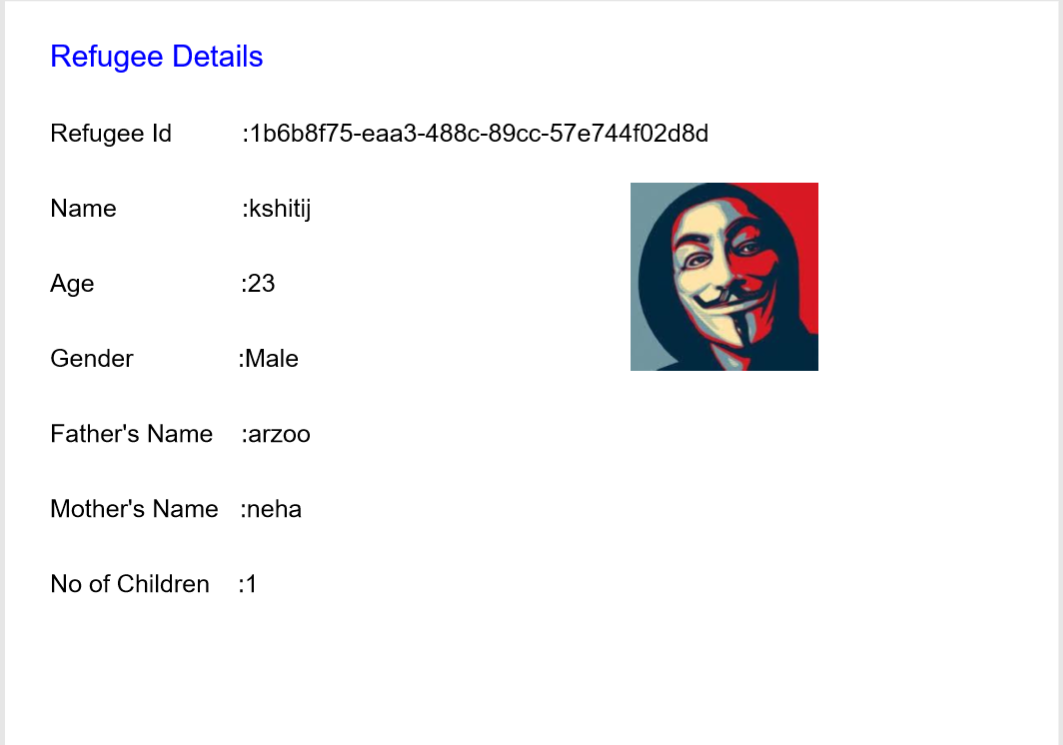 Refugee Details
Refugee Id :1b6b8f75-eaa3-488c-89cc-57e744f02d8d
Name :kshitij
Age :23
Gender :Male
Father's Name :arzoo
Mother's Name :neha
No of Children :1